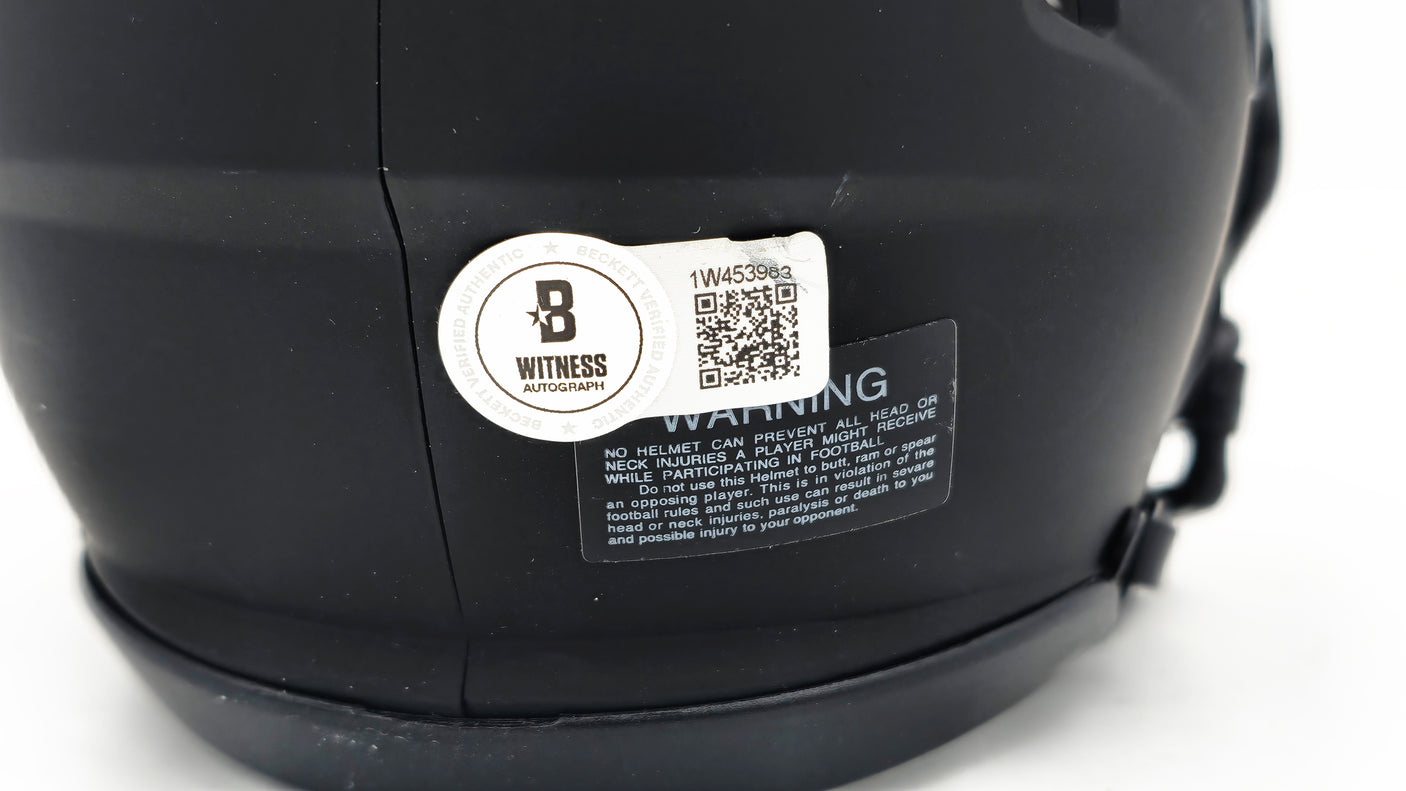 BECKETT VERIFIED AUTHENTIC ★ BECKETT VERIFIED AUTHENTIC ★
B
WITNESS
AUTOGRAPH
1W453983
WARNING
NO HELMET CAN PREVENT ALL HEAD OR
NECK INJURIES A PLAYER MIGHT RECEIVE
WHILE PARTICIPATING IN FOOTBALL
Do not use this Helmet to butt, ram or spear
an opposing player. This is in violation of the
football rules and such use can result in sevare
head or neck injuries, paralysis or death to you
and possible injury to your opponent.